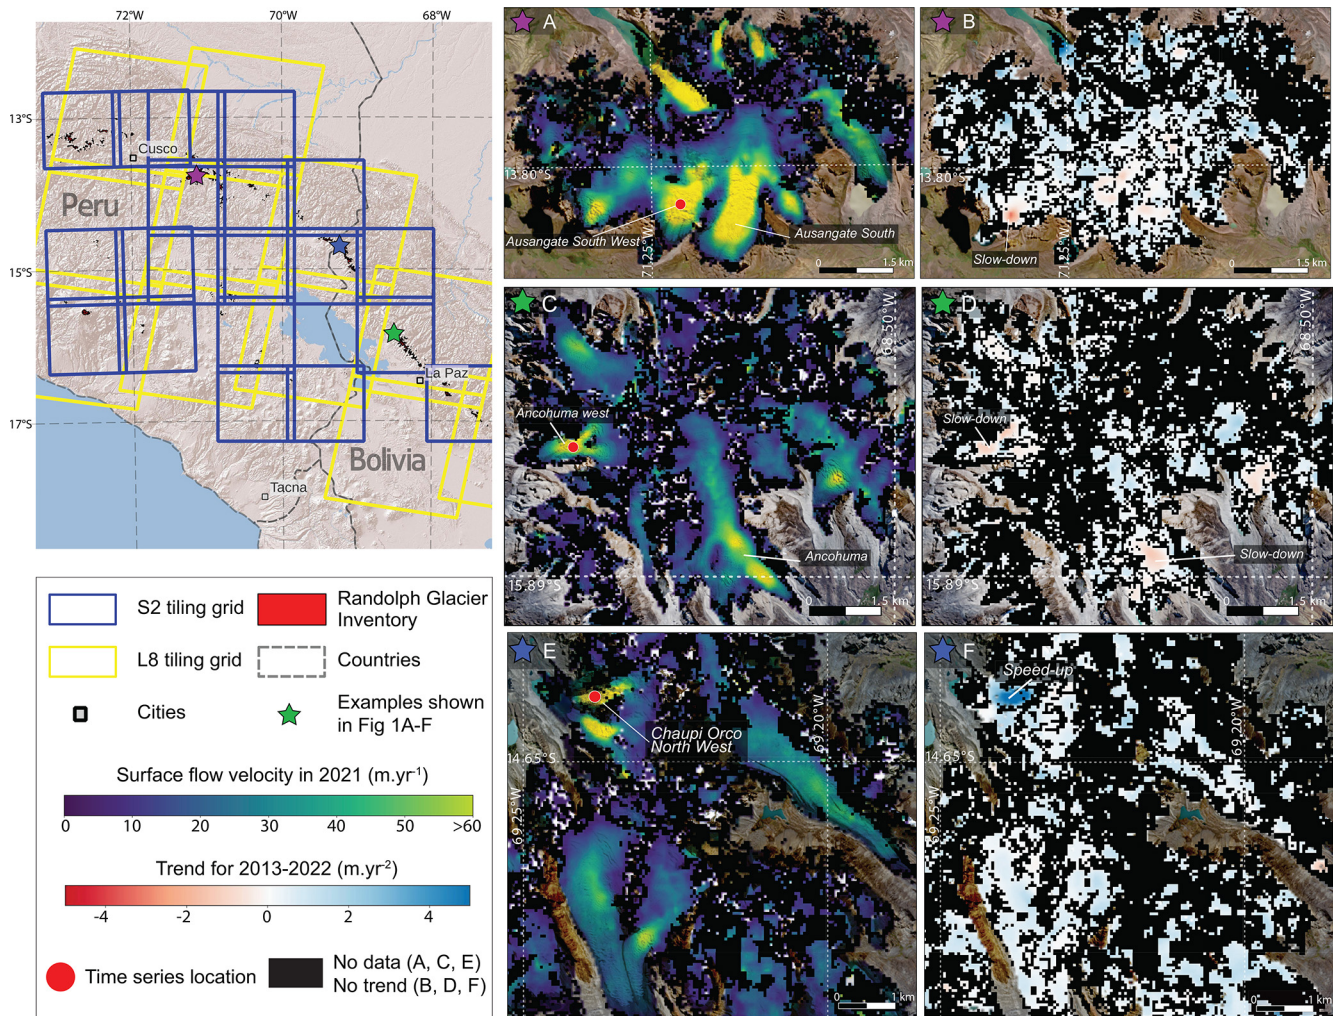 72°W
70°W
68°W
13°S
15°S
17°S
Cusco
Peru
La Paz
Bolivia
Tacna
S2 tiling grid
Randolph Glacier
Inventory
L8 tiling grid
Countries
Cities
Examples shown
in Fig 1A-F
Surface flow velocity in 2021 (m.yr-1)
0 10 20 30 40 50 >60
Trend for 2013-2022 (m.yr-2)
-4 -2 0 2 4
Time series location
No data (A, C, E)
No trend (B, D, F)
A
13.80°S
Ausangate South West
Ausangate South
71.25°W
0 1.5 km
B
13.80°S
Slow-down
71.25°W
0 1.5 km
C
68.50°W
Ancohuma west
Ancohuma
15.89°S
0 1.5 km
D
68.50°W
Slow-down
Slow-down
15.89°S
0 1.5 km
E
Chaupi Orco
North West
69.20°W
14.65°S
69.25°W
0 1 km
F
Speed-up
69.20°W
14.65°S
69.25°W
0 1 km